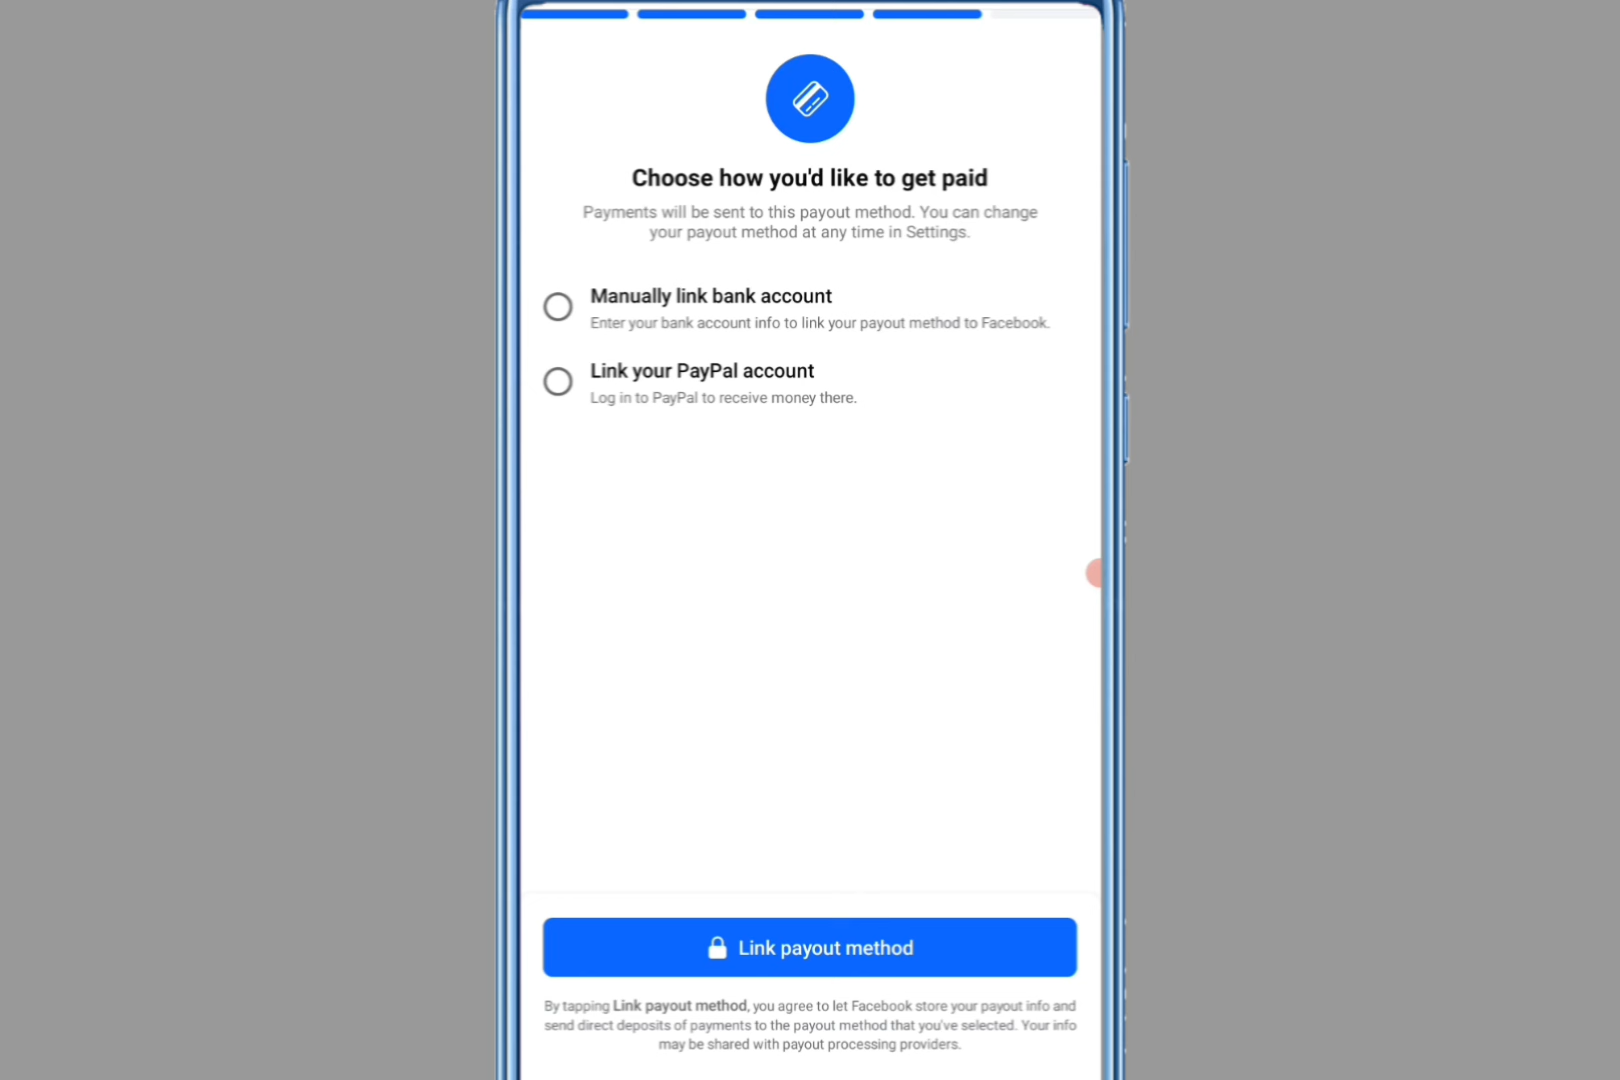 Choose how you'd like to get paid
Payments will be sent to this payout method. You can change
your payout method at any time in Settings.
Manually link bank account
Enter your bank account info to link your payout method to Facebook.
Link your PayPal account
Log in to PayPal to receive money there.
Link payout method
By tapping Link payout method, you agree to let Facebook store your payout info and
send direct deposits of payments to the payout method that you've selected. Your info
may be shared with payout processing providers.